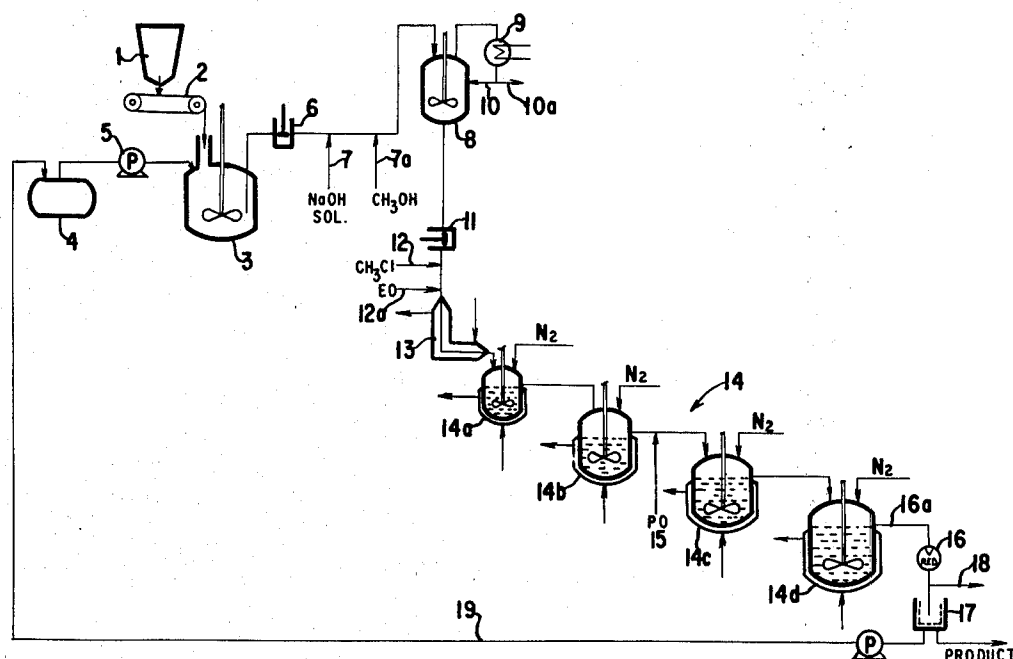 1
2
3
4
5
P
6
7
NaOH
SOL.
7a
CH3OH
8
9
10
10a
11
12
CH3Cl
EO
12a
13
N2
14a
14
N2
14b
PO
15
N2
14c
N2
14d
16a
16
V
RED
18
17
19
P
PRODUCT